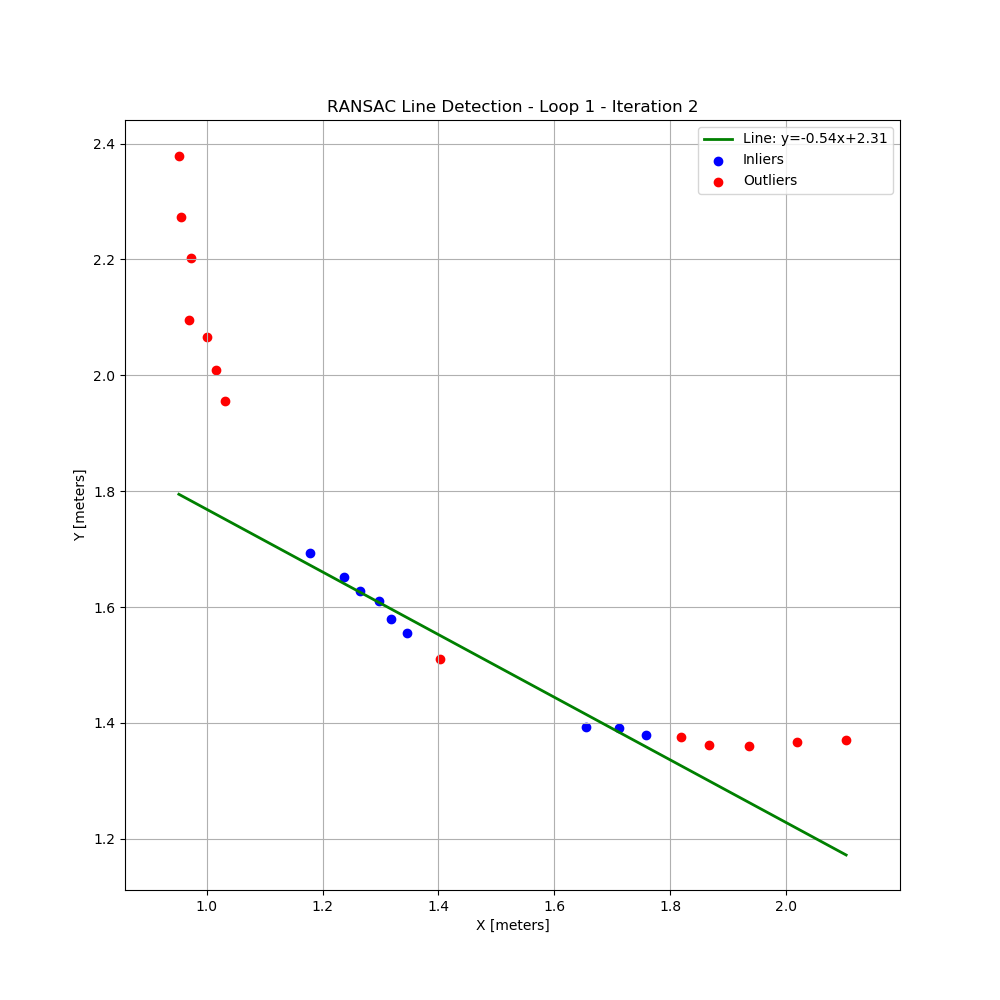 RANSAC Line Detection - Loop 1 - Iteration 2
Line: y=-0.54x+2.31
Inliers
Outliers
2.4
2.2
2.0
1.8
1.6
1.4
1.2
Y [meters]
1.0 1.2 1.4 1.6 1.8 2.0
X [meters]